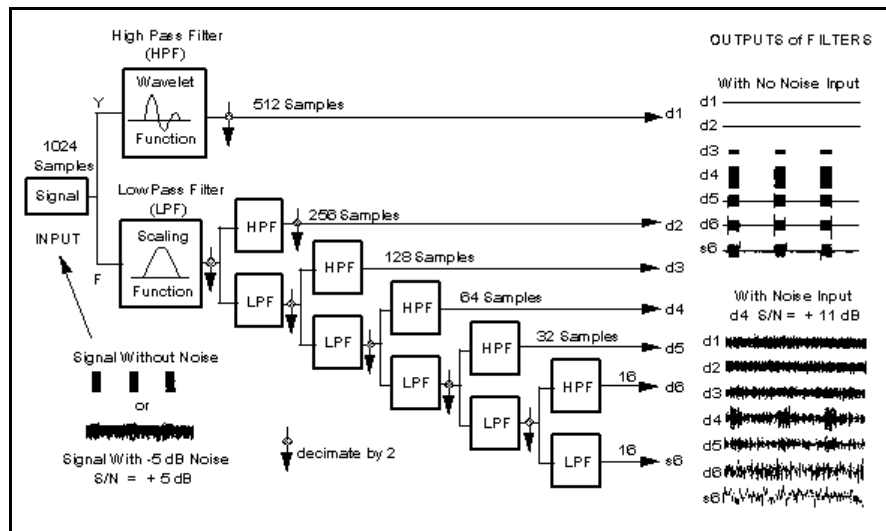 High Pass Filter
(HPF)
Wavelet
Function
Y
512 Samples
d1
1024
Samples
Signal
INPUT
F
Low Pass Filter
(LPF)
Scaling
Function
HPF
256 Samples
d2
LPF
HPF
128 Samples
d3
LPF
HPF
64 Samples
d4
LPF
HPF
32 Samples
d5
LPF
HPF
16
d6
LPF
16
s6
Signal Without Noise
or
Signal With -5 dB Noise
S/N = + 5 dB
decimate by 2
OUTPUTS of FILTERS
With No Noise Input
d1
d2
d3
d4
d5
d6
s6
With Noise Input
d4 S/N = + 11 dB
d1
d2
d3
d4
d5
d6
s6